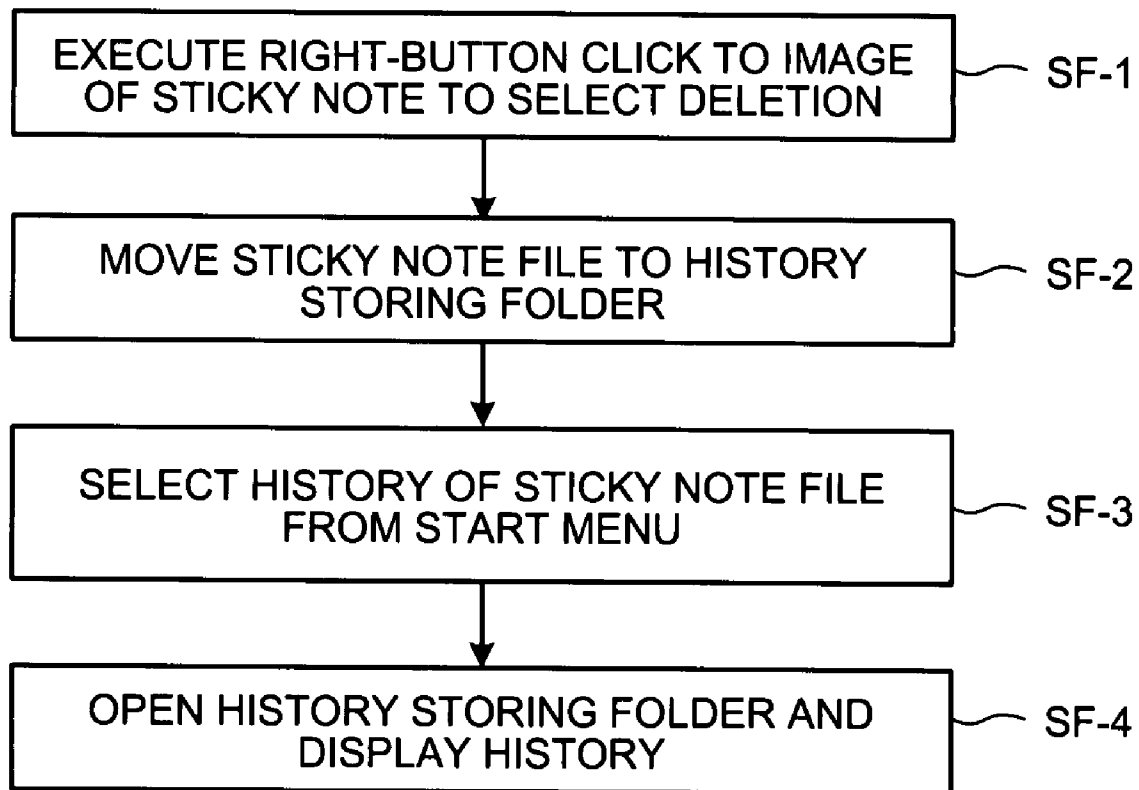 EXECUTE RIGHT-BUTTON CLICK TO IMAGE
OF STICKY NOTE TO SELECT DELETION
SF-1
MOVE STICKY NOTE FILE TO HISTORY
STORING FOLDER
SF-2
SELECT HISTORY OF STICKY NOTE FILE
FROM START MENU
SF-3
OPEN HISTORY STORING FOLDER AND
DISPLAY HISTORY
SF-4